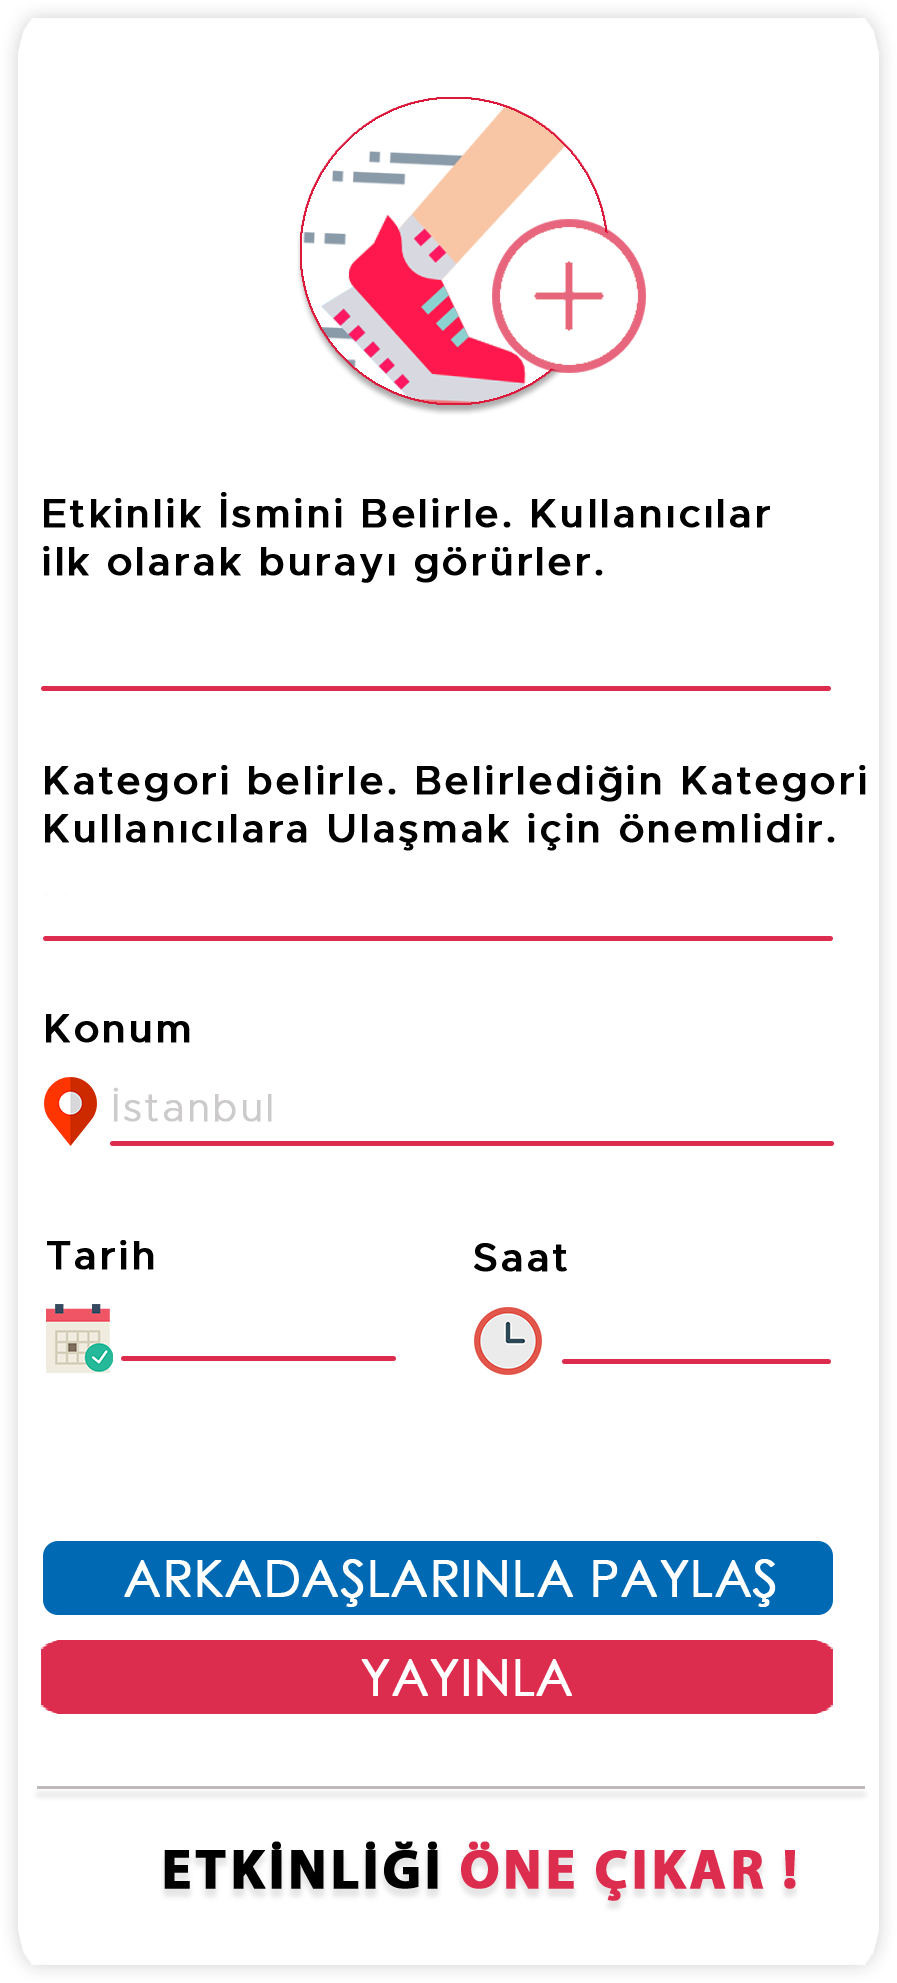 Etkinlik İsmini Belirle. Kullanıcılar
ilk olarak burayı görürler.
Kategori belirle. Belirlediğin Kategori
Kullanıcılara Ulaşmak için önemlidir.
Konum
İstanbul
Tarih
Saat
ARKADAŞLARINLA PAYLAŞ
YAYINLA
ETKİNLİĞİ ÖNE ÇIKAR !